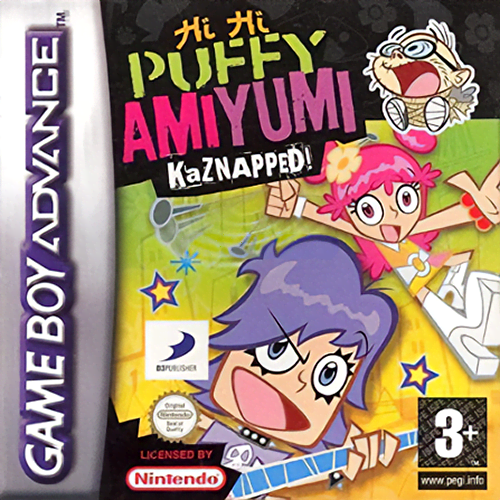 GAME BOY ADVANCE™
Hi Hi
PUFFY
AMIYUMI
KaZNAPPED!
D3PUBLISHER
Original
Nintendo
Seal of
Quality
LICENSED BY
Nintendo
3+
www.pegi.info